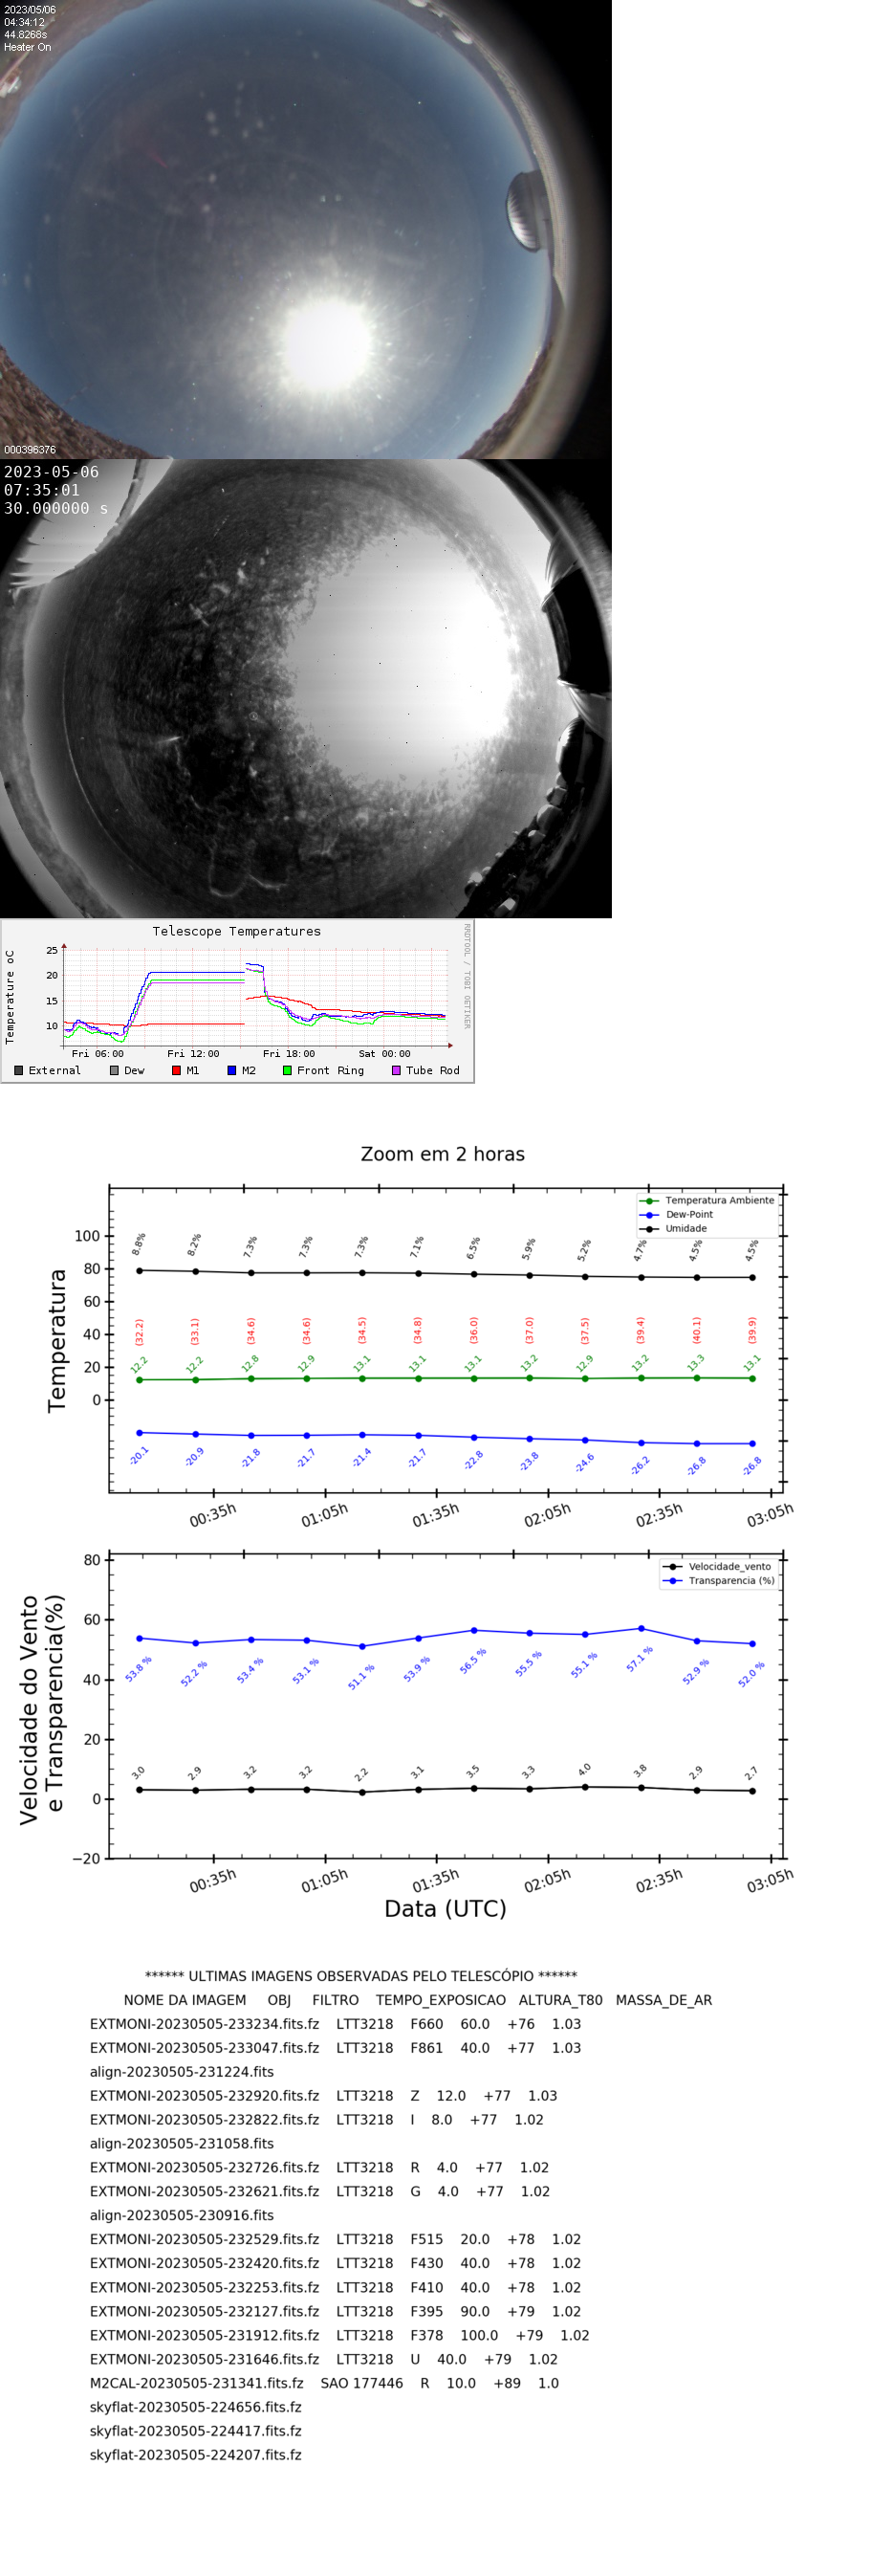 2023/05/06
04:34:12
44.8268s
Heater On
000396376
2023-05-06
07:35:01
30.000000 s
Telescope Temperatures
Temperature oC
RRDTOOL / TOBI OETIKER
25
20
15
10
Fri 06:00 Fri 12:00 Fri 18:00 Sat 00:00
External Dew M1 M2 Front Ring Tube Rod
Zoom em 2 horas
Temperatura Ambiente
Dew-Point
Umidade
Temperatura
100
80
60
40
20
0
8.8% 8.2% 7.3% 7.3% 7.3% 7.1% 6.5% 5.9% 5.2% 4.7% 4.5% 4.5%
(32.2) (33.1) (34.6) (34.6) (34.5) (34.8) (36.0) (37.0) (37.5) (39.4) (40.1) (39.9)
12.2 12.2 12.8 12.9 13.1 13.1 13.1 13.2 12.9 13.2 13.3 13.1
-20.1 -20.9 -21.8 -21.7 -21.4 -21.7 -22.8 -23.8 -24.6 -26.2 -26.8 -26.8
00:35h 01:05h 01:35h 02:05h 02:35h 03:05h
Velocidade_vento
Transparencia (%)
Velocidade do Vento
e Transparencia(%)
80
60
40
20
0
−20
53.8 % 52.2 % 53.4 % 53.1 % 51.1 % 53.9 % 56.5 % 55.5 % 55.1 % 57.1 % 52.9 % 52.0 %
3.0 2.9 3.2 3.2 2.2 3.1 3.5 3.3 4.0 3.8 2.9 2.7
00:35h 01:05h 01:35h 02:05h 02:35h 03:05h
Data (UTC)
****** ULTIMAS IMAGENS OBSERVADAS PELO TELESCÓPIO ******
NOME DA IMAGEM OBJ FILTRO TEMPO_EXPOSICAO ALTURA_T80 MASSA_DE_AR
EXTMONI-20230505-233234.fits.fz LTT3218 F660 60.0 +76 1.03
EXTMONI-20230505-233047.fits.fz LTT3218 F861 40.0 +77 1.03
align-20230505-231224.fits
EXTMONI-20230505-232920.fits.fz LTT3218 Z 12.0 +77 1.03
EXTMONI-20230505-232822.fits.fz LTT3218 I 8.0 +77 1.02
align-20230505-231058.fits
EXTMONI-20230505-232726.fits.fz LTT3218 R 4.0 +77 1.02
EXTMONI-20230505-232621.fits.fz LTT3218 G 4.0 +77 1.02
align-20230505-230916.fits
EXTMONI-20230505-232529.fits.fz LTT3218 F515 20.0 +78 1.02
EXTMONI-20230505-232420.fits.fz LTT3218 F430 40.0 +78 1.02
EXTMONI-20230505-232253.fits.fz LTT3218 F410 40.0 +78 1.02
EXTMONI-20230505-232127.fits.fz LTT3218 F395 90.0 +79 1.02
EXTMONI-20230505-231912.fits.fz LTT3218 F378 100.0 +79 1.02
EXTMONI-20230505-231646.fits.fz LTT3218 U 40.0 +79 1.02
M2CAL-20230505-231341.fits.fz SAO 177446 R 10.0 +89 1.0
skyflat-20230505-224656.fits.fz
skyflat-20230505-224417.fits.fz
skyflat-20230505-224207.fits.fz